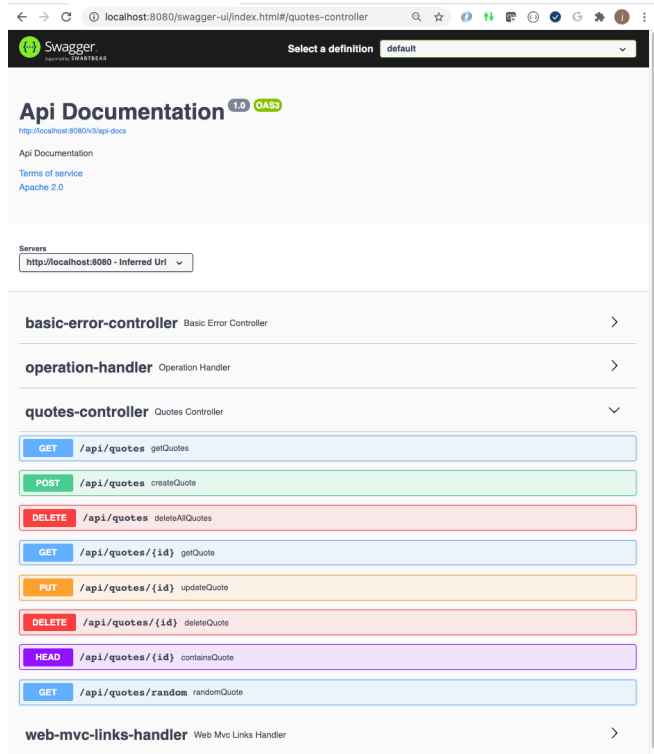 localhost:8080/swagger-ui/index.html#/quotes-controller
G
j
{···} Swagger.
Supported by SMARTBEAR
Select a definition default
Api Documentation 1.0 OAS3
http://localhost:8080/v3/api-docs
Api Documentation
Terms of service
Apache 2.0
Servers
http://localhost:8080 - Inferred Url
basic-error-controller Basic Error Controller
operation-handler Operation Handler
quotes-controller Quotes Controller
GET /api/quotes getQuotes
POST /api/quotes createQuote
DELETE /api/quotes deleteAllQuotes
GET /api/quotes/{id} getQuote
PUT /api/quotes/{id} updateQuote
DELETE /api/quotes/{id} deleteQuote
HEAD /api/quotes/{id} containsQuote
GET /api/quotes/random randomQuote
web-mvc-links-handler Web Mvc Links Handler